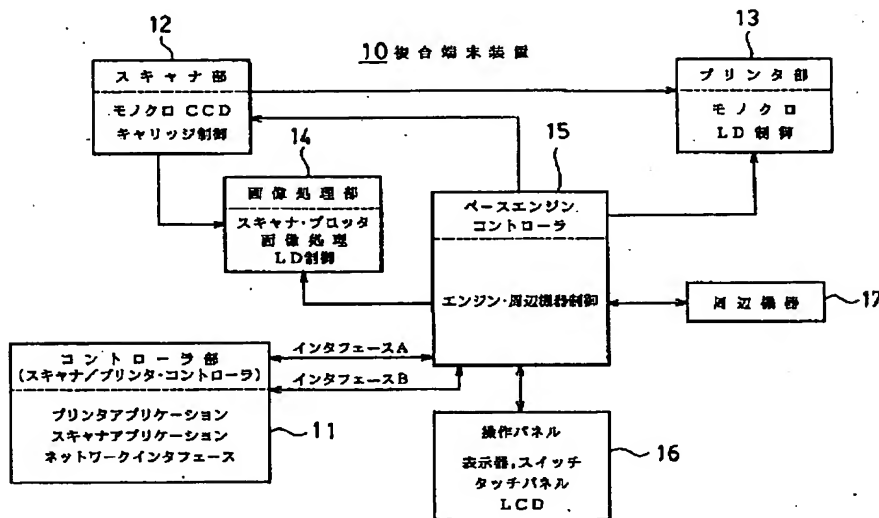 12
10 複合端末装置
13
スキャナ部
モノクロ CCD
キャリッジ制御
プリンタ部
モノクロ
LD 制御
14
15
画像処理部
スキャナ・プロッタ
画像処理
LD制御
ベースエンジン
コントローラ
エンジン・周辺機器制御
周辺機器
17
コントローラ部
(スキャナ/プリンタ・コントローラ)
プリンタアプリケーション
スキャナアプリケーション
ネットワークインタフェース
11
インタフェースA
インタフェースB
操作パネル
表示器,スイッチ
タッチパネル
LCD
16